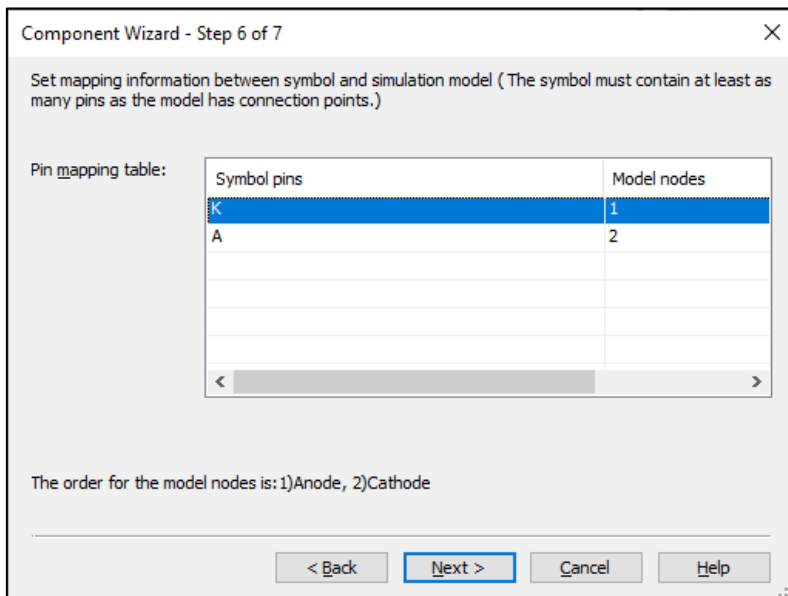 Component Wizard - Step 6 of 7
Set mapping information between symbol and simulation model ( The symbol must contain at least as
many pins as the model has connection points.)
Pin mapping table:
Symbol pins Model nodes
K 1
A 2
The order for the model nodes is:1)Anode, 2)Cathode
< Back Next > Cancel Help